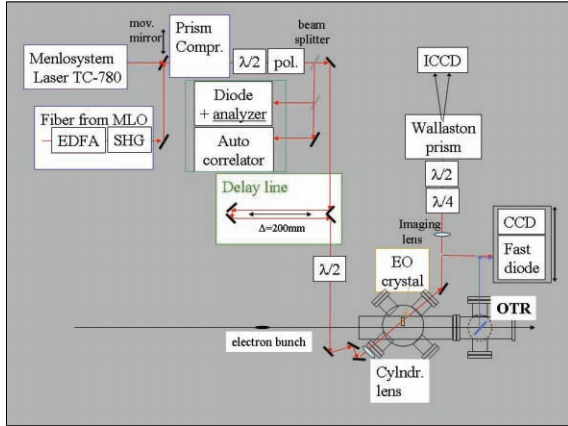 mov.
mirror
Prism
Compr.
λ/2
pol.
beam
splitter
Menlosystem
Laser TC-780
Fiber from MLO
EDFA
SHG
Diode
+ analyzer
Auto
correlator
Delay line
Δ=200mm
λ/2
ICCD
Wallaston
prism
λ/2
λ/4
Imaging
lens
CCD
Fast
diode
EO
crystal
OTR
electron bunch
Cylndr.
lens